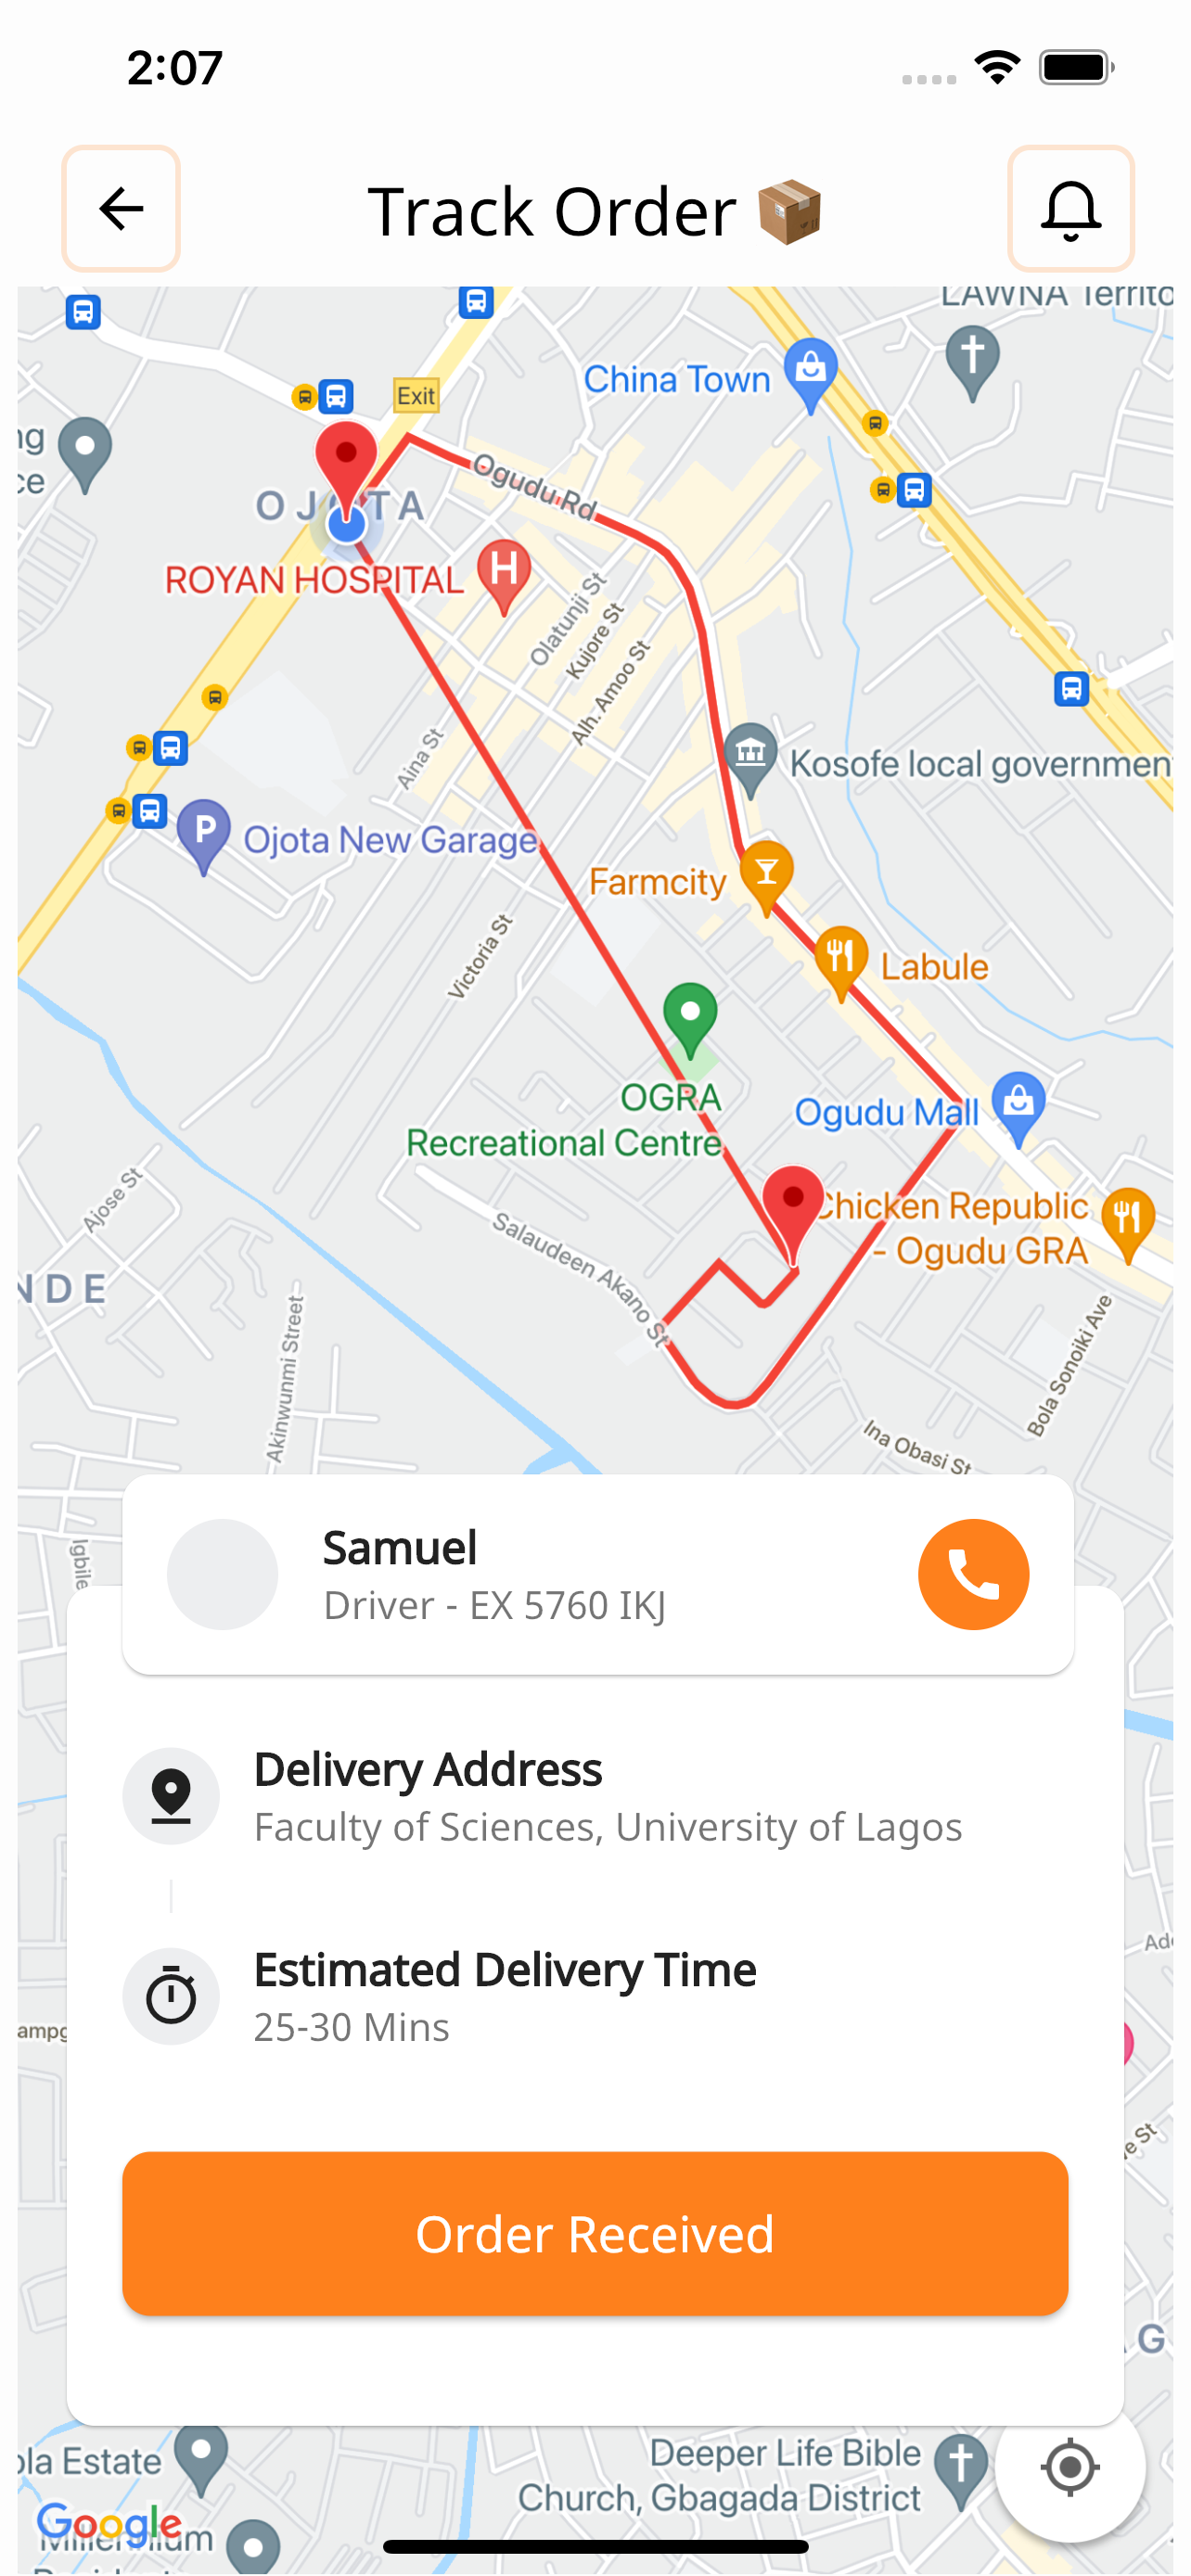 2:07
Track Order
LAWNA Territo
China Town
Exit
ng
ce
OJOTA
Ogudu Rd
ROYAN HOSPITAL
H
Olatunji St
Kujore St
Alh. Amoo St
Aina St
Kosofe local government
P
Ojota New Garage
Farmcity
Victoria St
Labule
OGRA
Recreational Centre
Ogudu Mall
Ajose St
Salaudeen Akano St
Chicken Republic
- Ogudu GRA
NDE
Akinwunmi Street
Bola Sonoiki Ave
Ina Obasi St
Igbile
Samuel
Driver - EX 5760 IKJ
Delivery Address
Faculty of Sciences, University of Lagos
Estimated Delivery Time
25-30 Mins
Ade
ampg
e St
Order Received
G
ola Estate
Deeper Life Bible
Church, Gbagada District
Google
Millennium